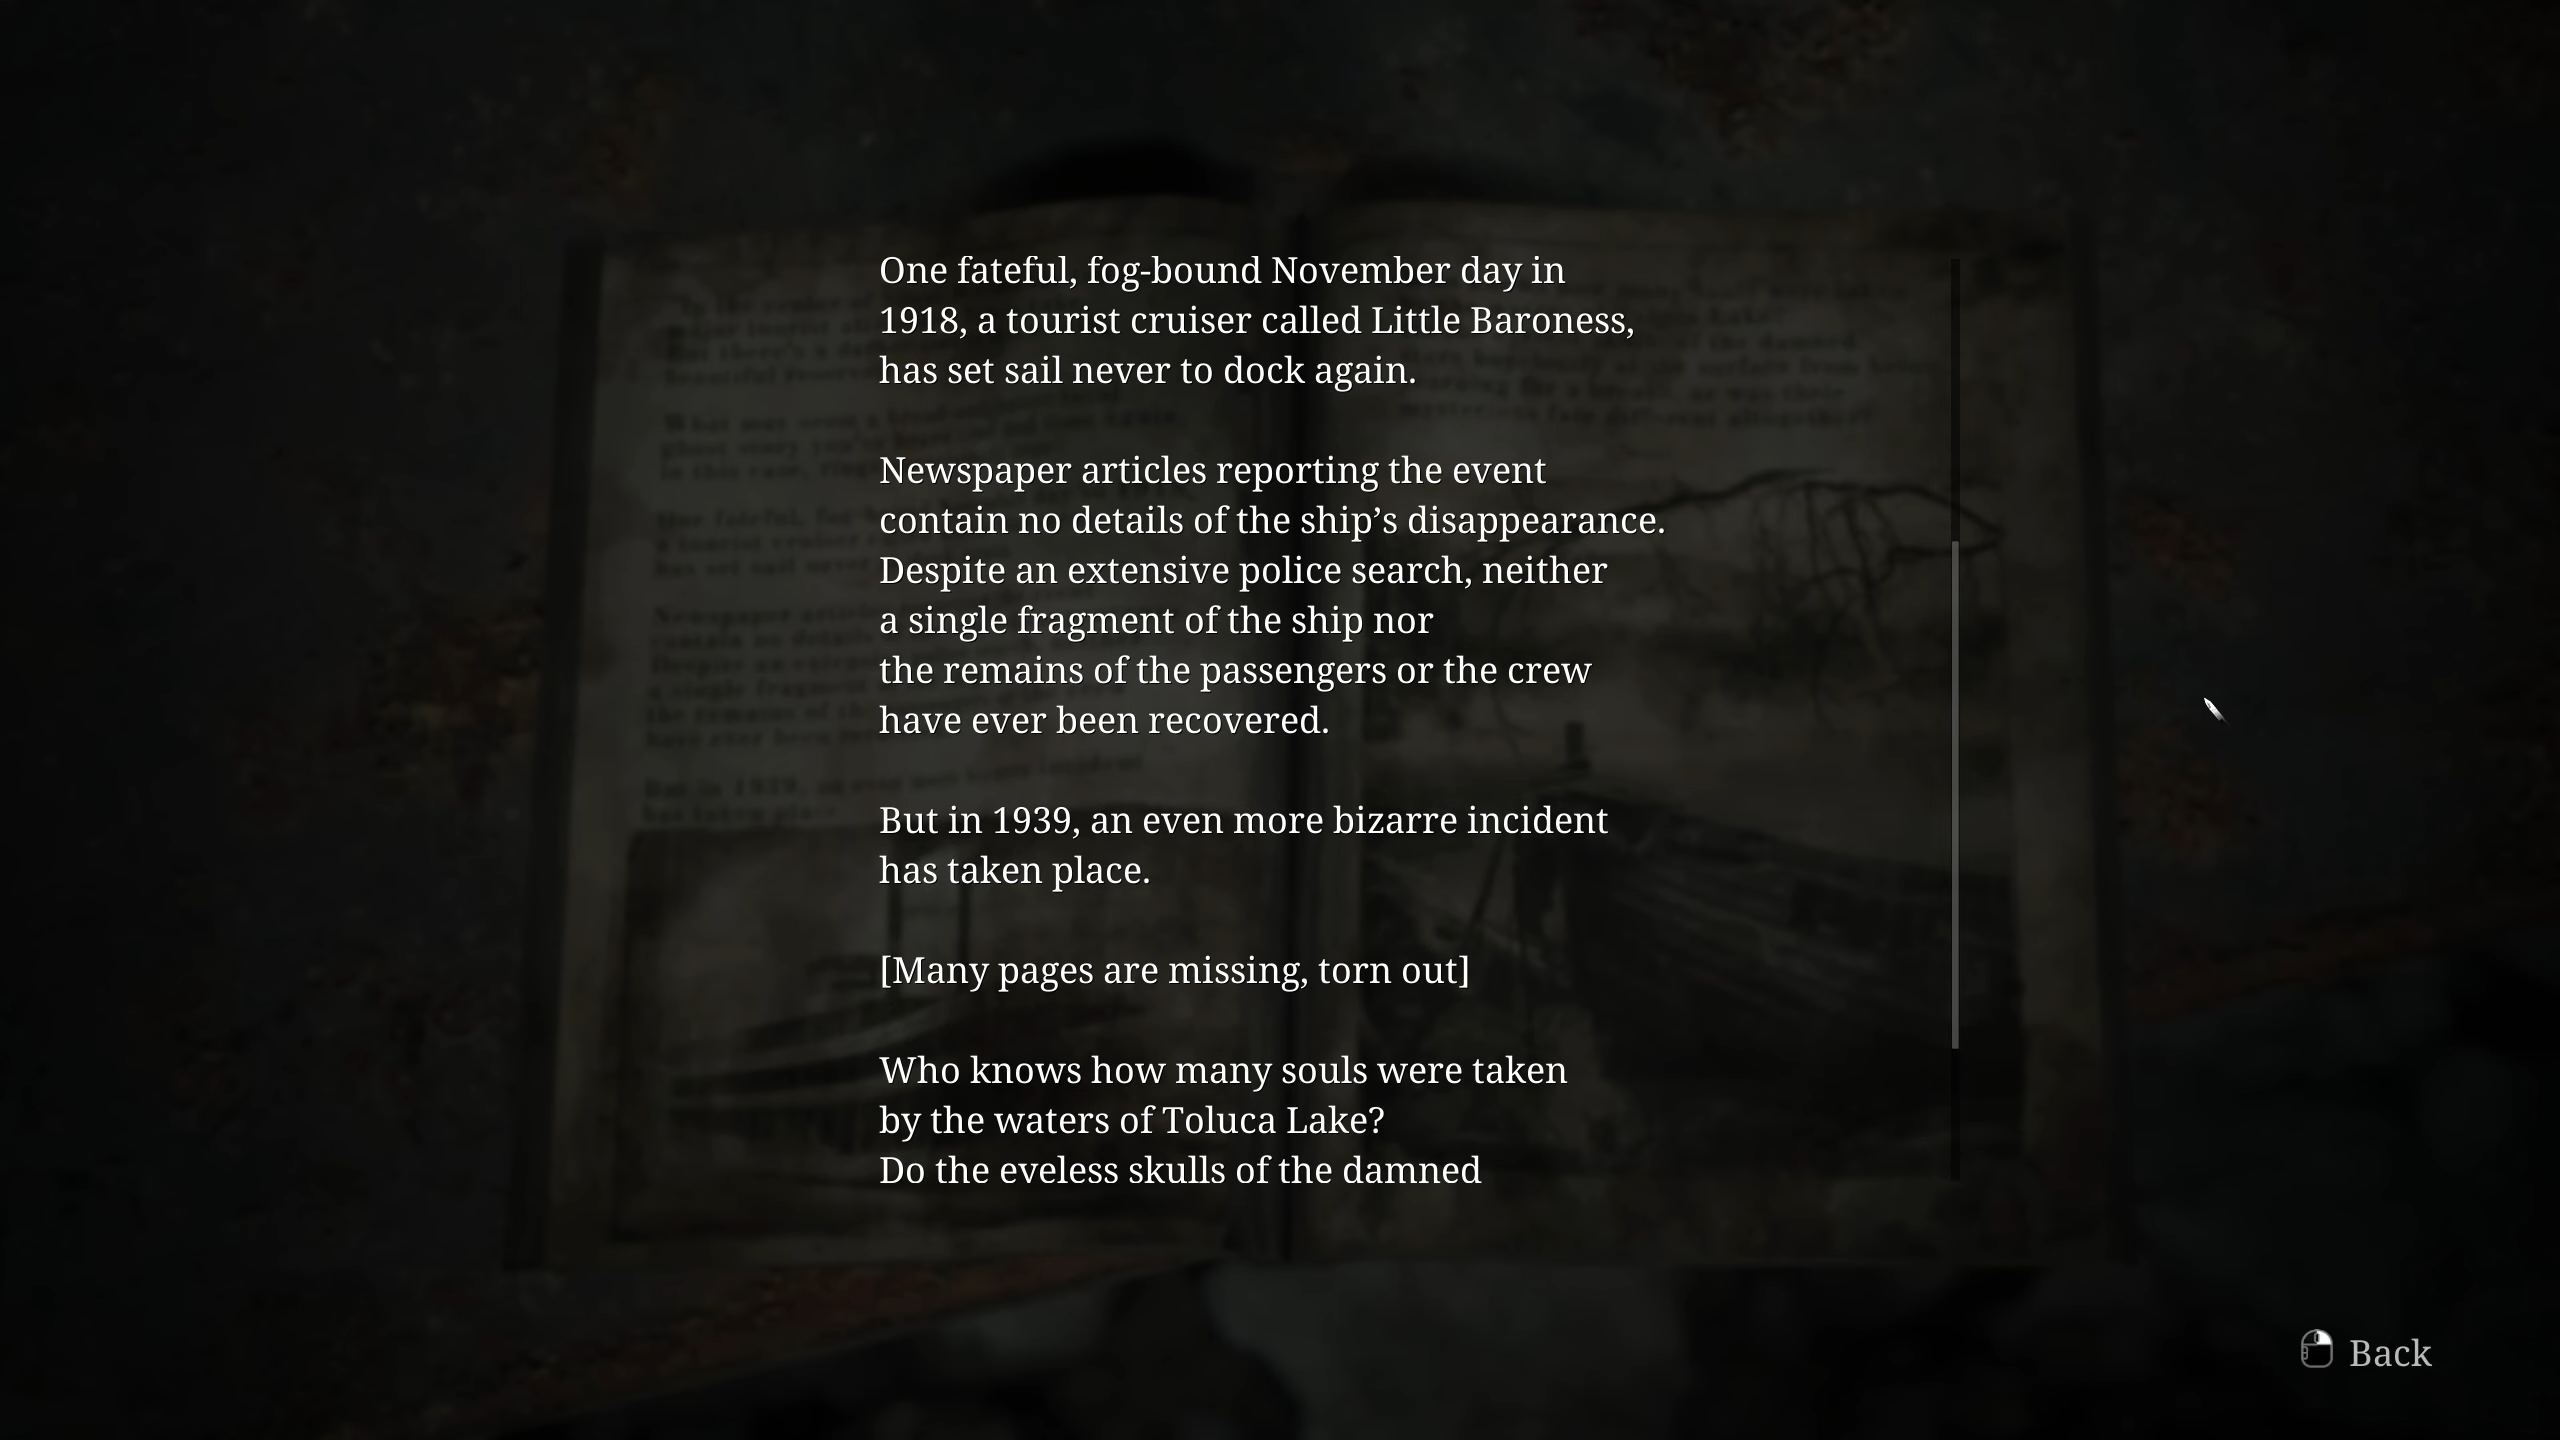 One fateful, fog-bound November day in
1918, a tourist cruiser called Little Baroness,
has set sail never to dock again.
Newspaper articles reporting the event
contain no details of the ship’s disappearance.
Despite an extensive police search, neither
a single fragment of the ship nor
the remains of the passengers or the crew
have ever been recovered.
But in 1939, an even more bizarre incident
has taken place.
[Many pages are missing, torn out]
Who knows how many souls were taken
by the waters of Toluca Lake?
Do the eyeless skulls of the damned
Back